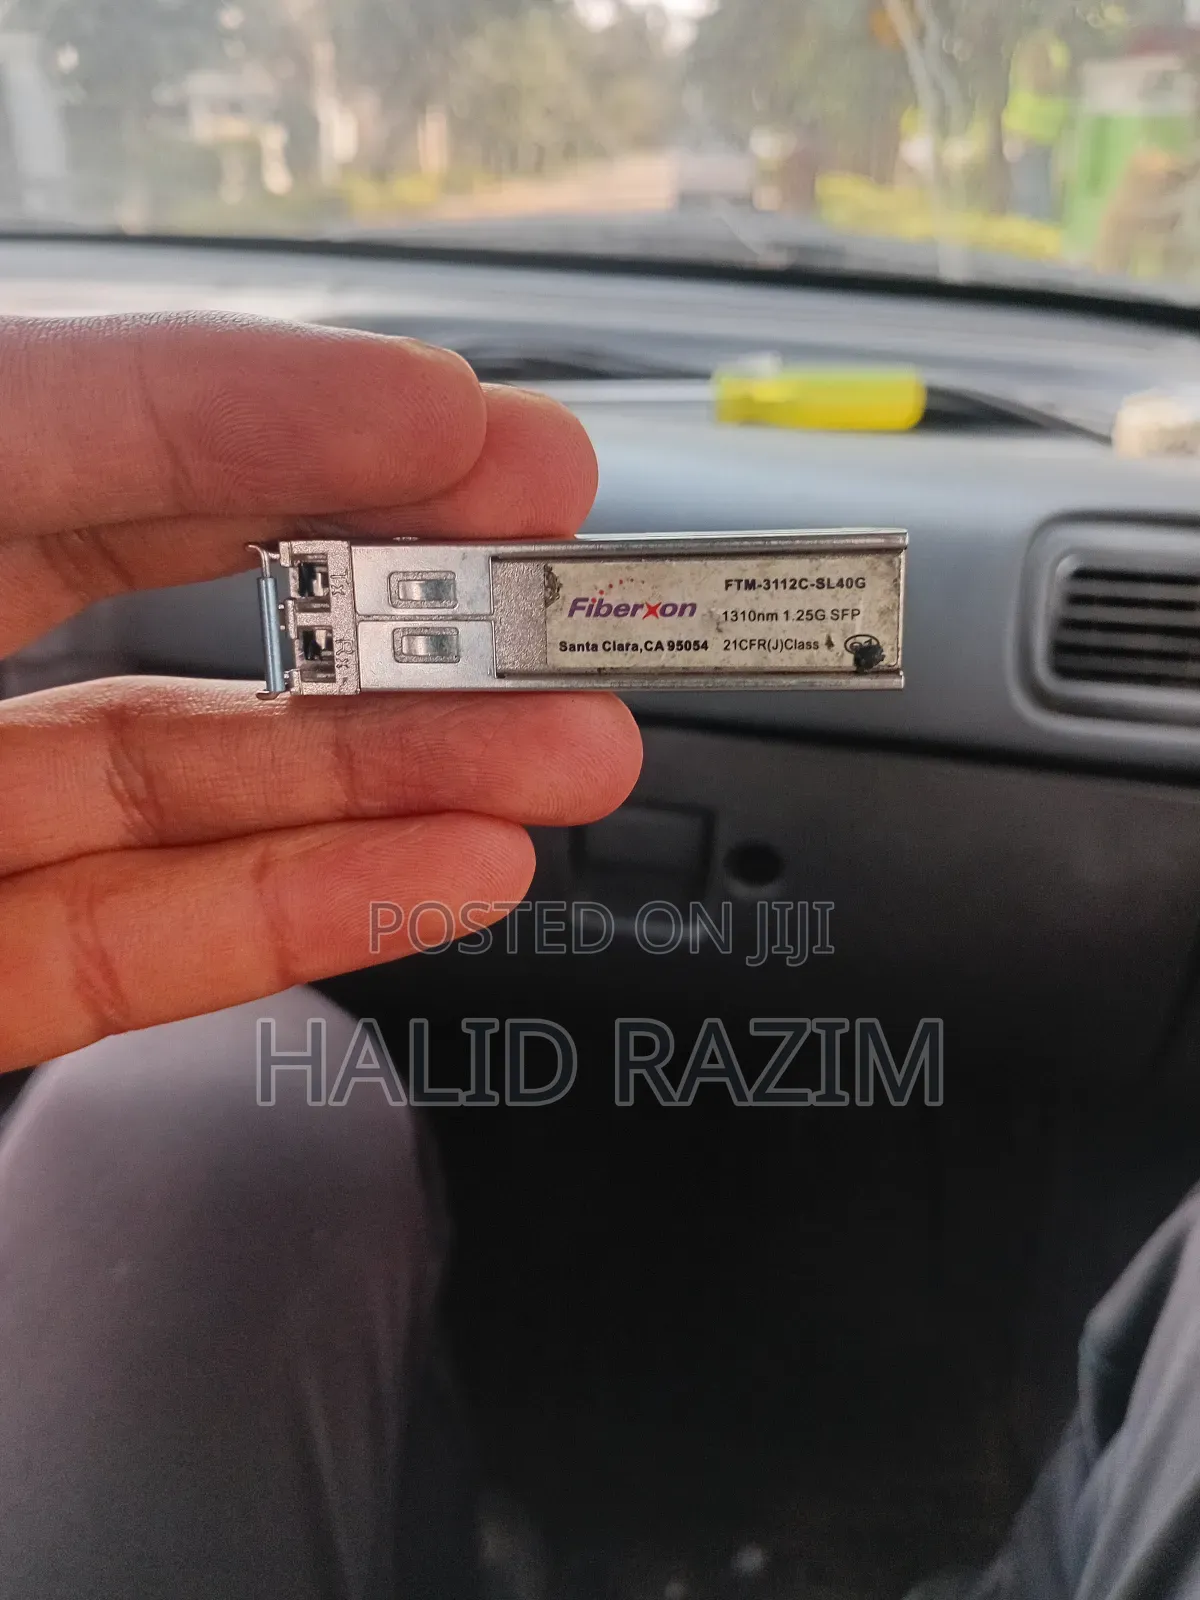 Tx
Rx
Fiberxon
FTM-3112C-SL40G
1310nm 1.25G SFP
Santa Clara,CA 95054
21CFR(J)Class
POSTED ON JIJI
HALID RAZIM